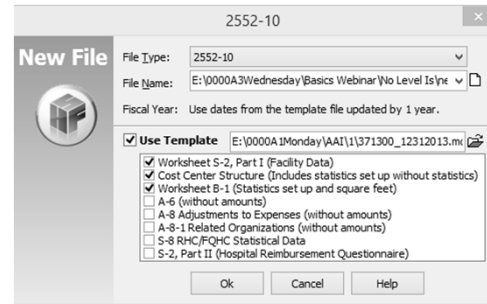 2552-10
New File
File Type: 2552-10
File Name: E:\0000A3Wednesday\Basics Webinar\No Level Is\ne
Fiscal Year: Use dates from the template file updated by 1 year.
Use Template E:\0000A1Monday\AAI\1\371300_12312013.mc
Worksheet S-2, Part I (Facility Data)
Cost Center Structure (Includes statistics set up without statistics)
Worksheet B-1 (Statistics set up and square feet)
A-6 (without amounts)
A-8 Adjustments to Expenses (without amounts)
A-8-1 Related Organizations (without amounts)
S-8 RHC/FQHC Statistical Data
S-2, Part II (Hospital Reimbursement Questionnaire)
Ok Cancel Help